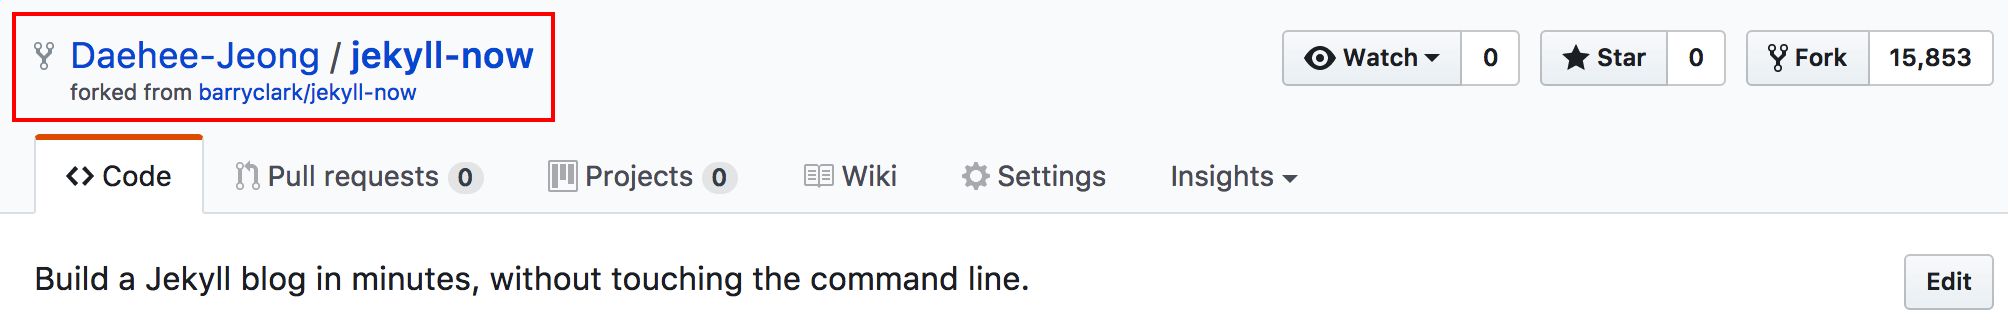 Daehee-Jeong / jekyll-now
forked from barryclark/jekyll-now
Watch 0 Star 0 Fork 15,853
Code Pull requests 0 Projects 0 Wiki Settings Insights
Build a Jekyll blog in minutes, without touching the command line.
Edit